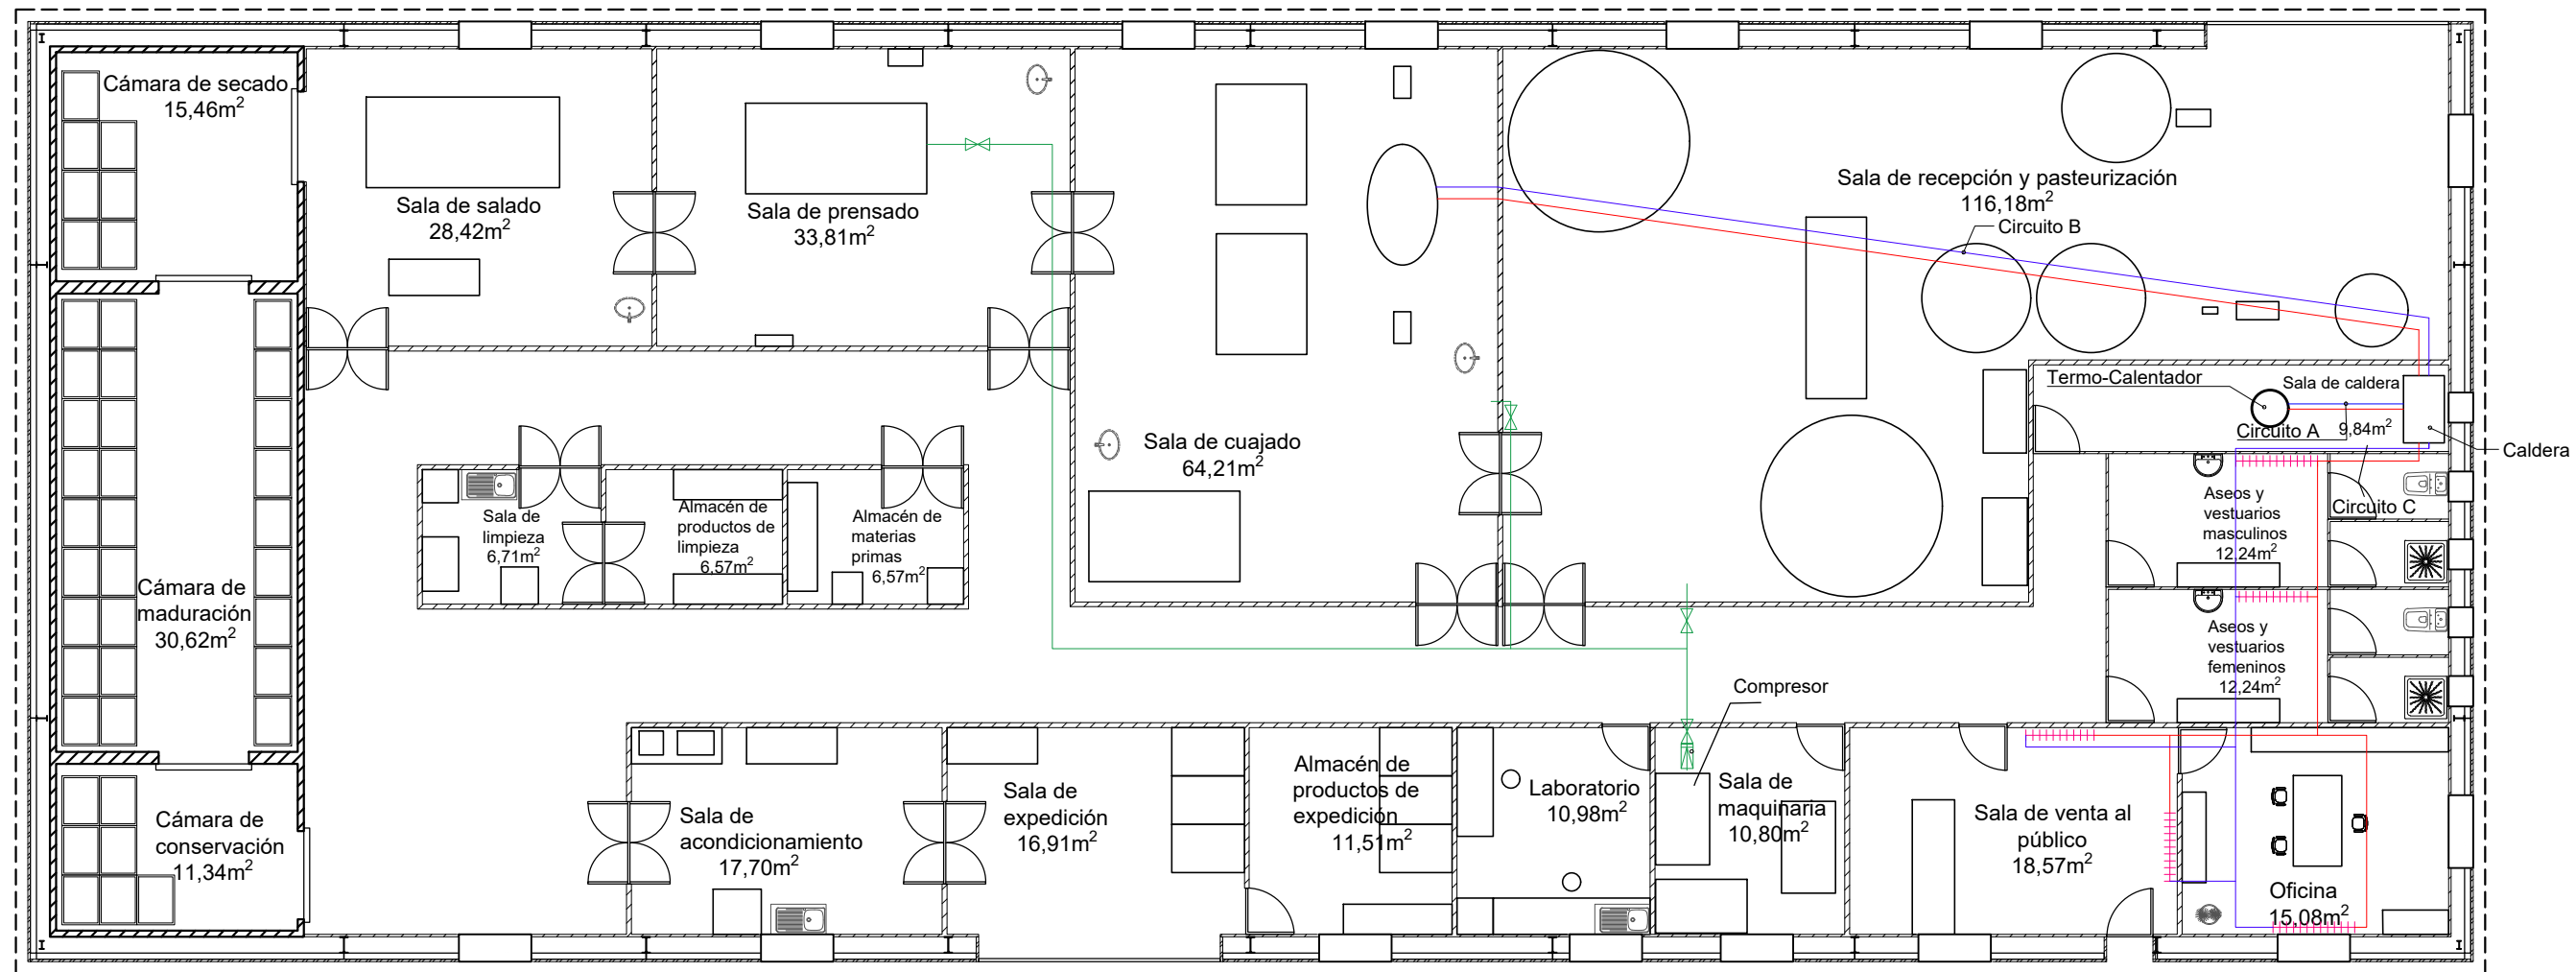 Cámara de secado
15,46m²
Sala de salado
28,42m²
Sala de prensado
33,81m²
Sala de recepción y pasteurización
116,18m²
Circuito B
Termo-Calentador
Sala de caldera
9,84m²
Circuito A
Caldera
Sala de cuajado
64,21m²
Sala de
limpieza
6,71m²
Almacén de
productos de
limpieza
6,57m²
Almacén de
materias
primas
6,57m²
Aseos y
vestuarios
masculinos
12,24m²
Circuito C
Cámara de
maduración
30,62m²
Aseos y
vestuarios
femeninos
12,24m²
Compresor
Cámara de
conservación
11,34m²
Sala de
acondicionamiento
17,70m²
Sala de
expedición
16,91m²
Almacén de
productos de
expedición
11,51m²
Laboratorio
10,98m²
Sala de
maquinaria
10,80m²
Sala de venta al
público
18,57m²
Oficina
15,08m²